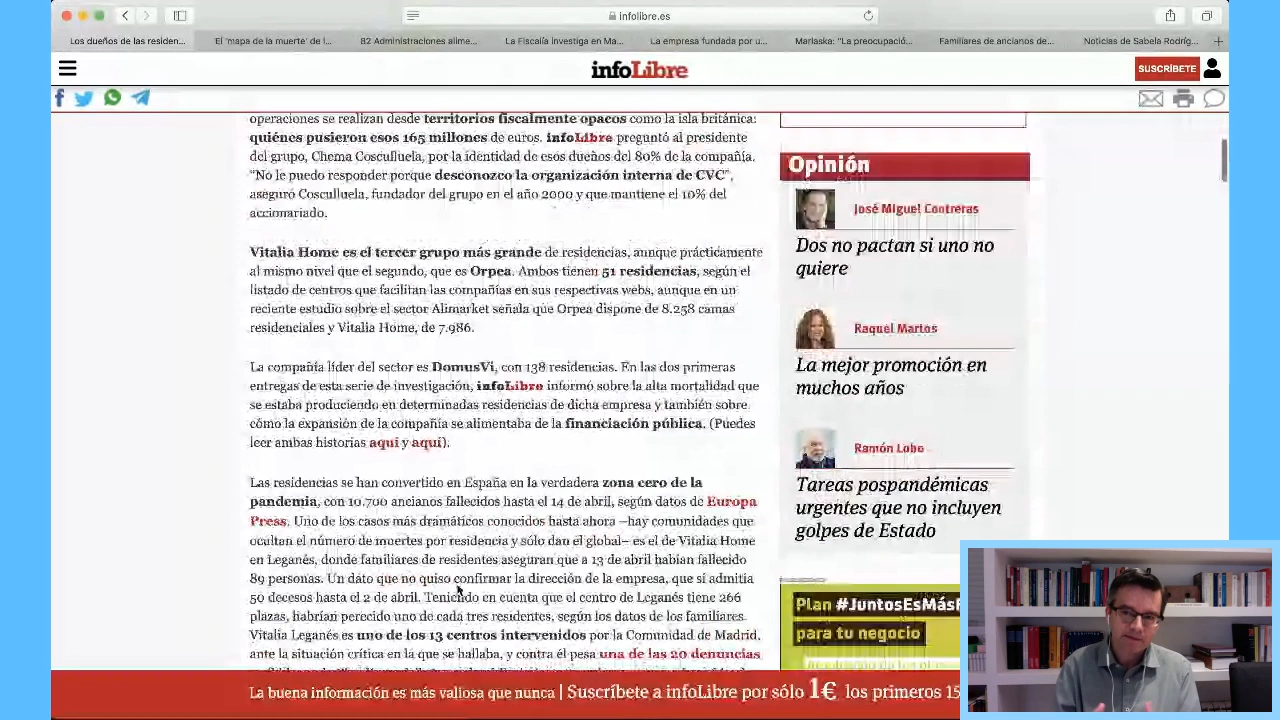 infolibre.es
Los dueños de las residen...
El 'mapa de la muerte' de l...
82 Administraciones alime...
La Fiscalía investiga en Ma...
La empresa fundada por u...
Marlaska: "La preocupació...
Familiares de ancianos de...
Noticias de Sabela Rodríg...
infoLibre
SUSCRÍBETE
operaciones se realizan desde territorios fiscalmente opacos como la isla británica:
quiénes pusieron esos 165 millones de euros. infoLibre preguntó al presidente
del grupo, Chema Cosculluela, por la identidad de esos dueños del 80% de la compañía.
"No le puedo responder porque desconozco la organización interna de CVC",
aseguró Cosculluela, fundador del grupo en el año 2000 y que mantiene el 10% del
accionariado.
Vitalia Home es el tercer grupo más grande de residencias, aunque prácticamente
al mismo nivel que el segundo, que es Orpea. Ambos tienen 51 residencias, según el
listado de centros que facilitan las compañías en sus respectivas webs, aunque en un
reciente estudio sobre el sector Alimarket señala que Orpea dispone de 8.258 camas
residenciales y Vitalia Home, de 7.986.
La compañía líder del sector es DomusVi, con 138 residencias. En las dos primeras
entregas de esta serie de investigación, infoLibre informó sobre la alta mortalidad que
se estaba produciendo en determinadas residencias de dicha empresa y también sobre
cómo la expansión de la compañía se alimentaba de la financiación pública. (Puedes
leer ambas historias aquí y aquí).
Las residencias se han convertido en España en la verdadera zona cero de la
pandemia, con 10.700 ancianos fallecidos hasta el 14 de abril, según datos de Europa
Press. Uno de los casos más dramáticos conocidos hasta ahora –hay comunidades que
ocultan el número de muertes por residencia y sólo dan el global– es el de Vitalia Home
en Leganés, donde familiares de residentes aseguran que a 13 de abril habían fallecido
89 personas. Un dato que no quiso confirmar la dirección de la empresa, que sí admitía
50 decesos hasta el 2 de abril. Teniendo en cuenta que el centro de Leganés tiene 266
plazas, habrían perecido uno de cada tres residentes, según los datos de los familiares.
Vitalia Leganés es uno de los 13 centros intervenidos por la Comunidad de Madrid,
ante la situación crítica en la que se hallaba, y contra él pesa una de las 20 denuncias
Opinión
José Miguel Contreras
Dos no pactan si uno no
quiere
Raquel Martos
La mejor promoción en
muchos años
Ramón Lobo
Tareas pospandémicas
urgentes que no incluyen
golpes de Estado
Plan #JuntosEsMás
para tu negocio
La buena información es más valiosa que nunca | Suscríbete a infoLibre por sólo 1€ los primeros 15